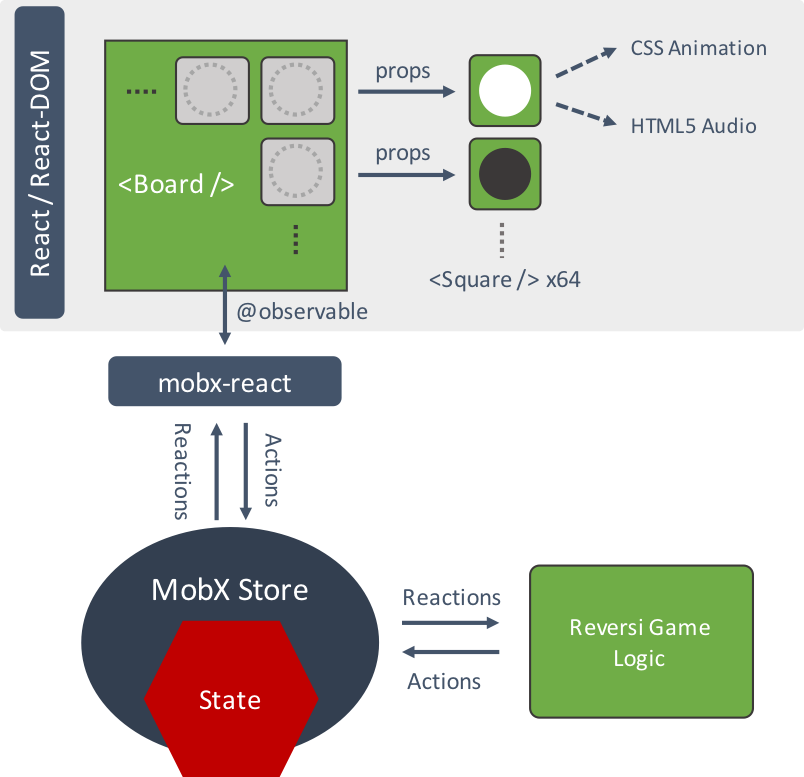 React / React-DOM
<Board />
props
props
CSS Animation
HTML5 Audio
<Square /> x64
@observable
mobx-react
Reactions
Actions
MobX Store
State
Reactions
Actions
Reversi Game
Logic